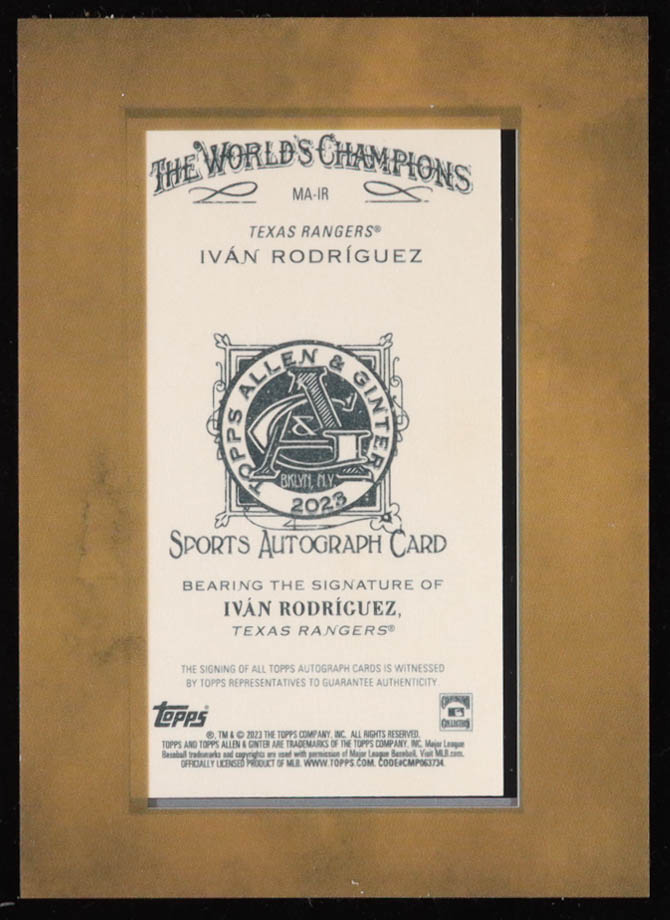 THE WORLD'S CHAMPIONS
MA-IR
TEXAS RANGERS®
IVÁN RODRÍGUEZ
TOPPS ALLEN & GINTER
A&G
BKLYN, N.Y.
2023
SPORTS AUTOGRAPH CARD
BEARING THE SIGNATURE OF
IVÁN RODRÍGUEZ,
TEXAS RANGERS®
THE SIGNING OF ALL TOPPS AUTOGRAPH CARDS IS WITNESSED
BY TOPPS REPRESENTATIVES TO GUARANTEE AUTHENTICITY.
Topps®
®, TM & © 2023 THE TOPPS COMPANY, INC. ALL RIGHTS RESERVED.
TOPPS AND TOPPS ALLEN & GINTER ARE TRADEMARKS OF THE TOPPS COMPANY, INC. Major League
Baseball trademarks and copyrights are used with permission of Major League Baseball. Visit MLB.com.
OFFICIALLY LICENSED PRODUCT OF MLB. WWW.TOPPS.COM. CODE#CMP063734.